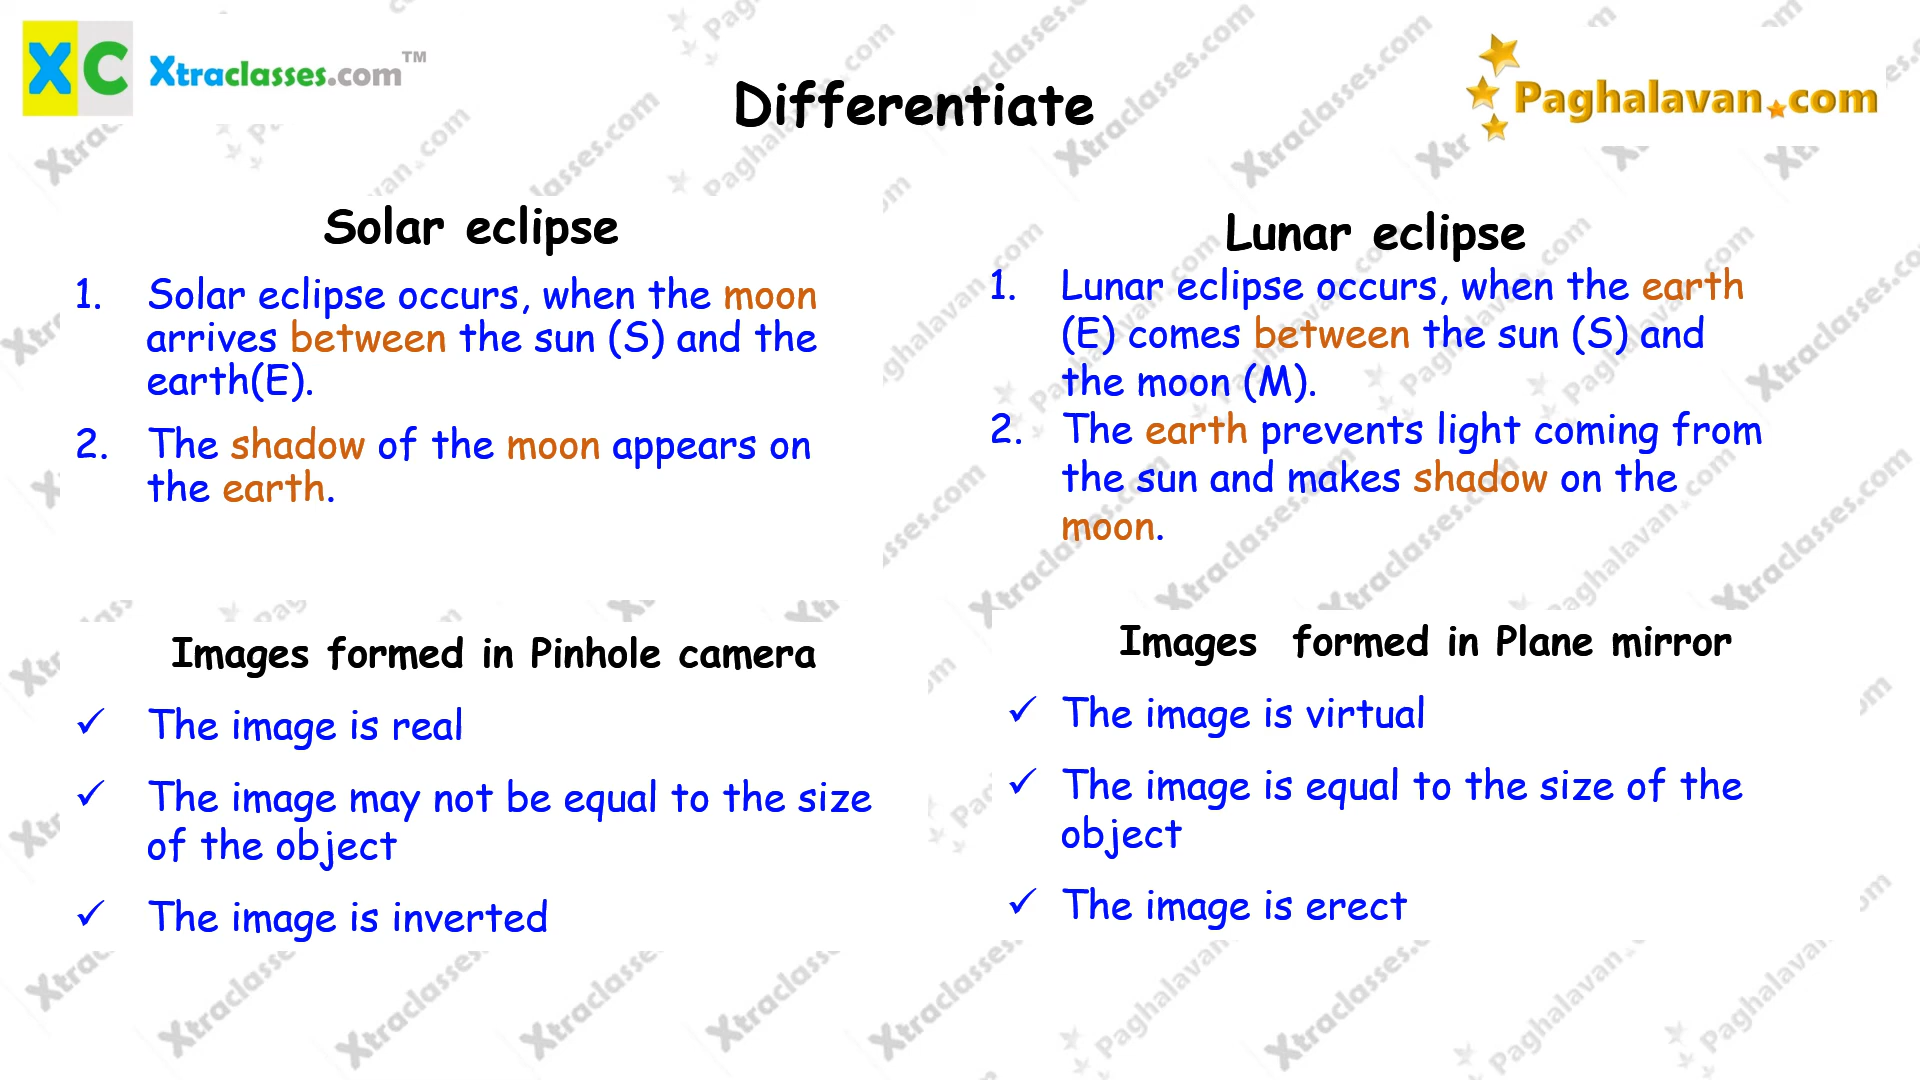 XC Xtraclasses.com™
Differentiate
Paghalavan.com
Solar eclipse
1. Solar eclipse occurs, when the moon
arrives between the sun (S) and the
earth(E).
2. The shadow of the moon appears on
the earth.
Lunar eclipse
1. Lunar eclipse occurs, when the earth
(E) comes between the sun (S) and
the moon (M).
2. The earth prevents light coming from
the sun and makes shadow on the
moon.
Images formed in Pinhole camera
✓ The image is real
✓ The image may not be equal to the size
of the object
✓ The image is inverted
Images formed in Plane mirror
✓ The image is virtual
✓ The image is equal to the size of the
object
✓ The image is erect